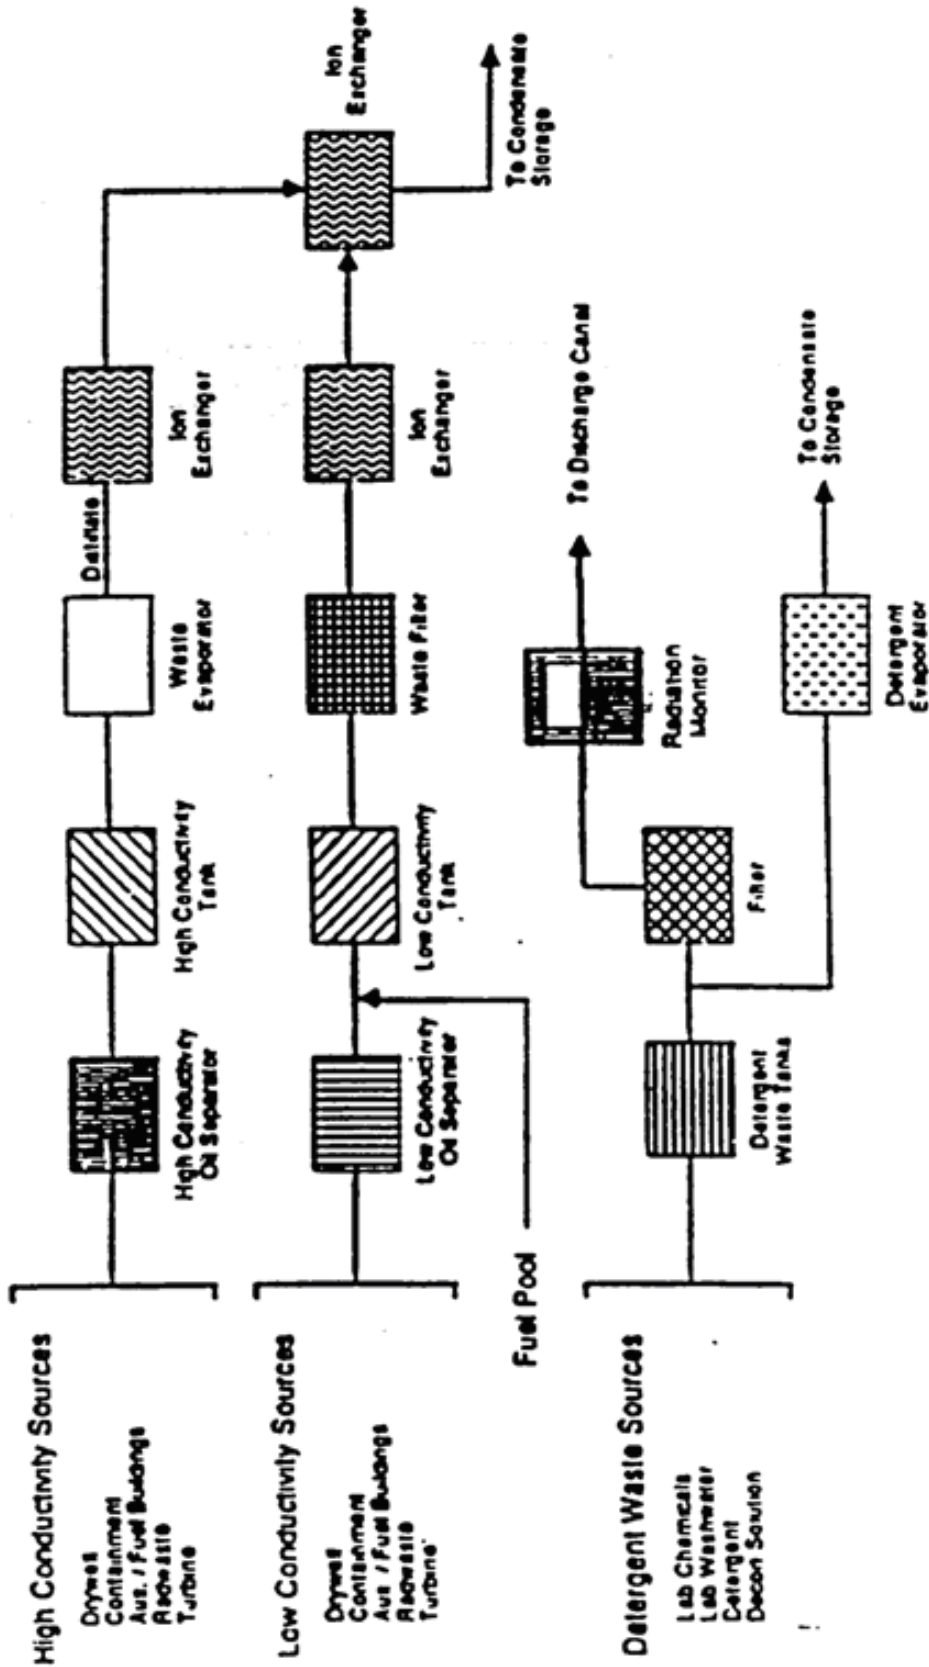 High Conductivity Sources
Drywell
Containment
Aux. / Fuel Buildings
Radwaste
Turbine
High Conductivity
Oil Separator
High Conductivity
Tank
Waste
Evaporator
Distillate
Ion
Exchanger
Ion
Exchanger
To Condensate
Storage
Low Conductivity Sources
Drywell
Containment
Aux. / Fuel Buildings
Radwaste
Turbine
Low Conductivity
Oil Separator
Low Conductivity
Tank
Waste Filter
Ion
Exchanger
Fuel Pool
Detergent Waste Sources
Lab Chemicals
Lab Washwater
Detergent
Decon Solution
Detergent
Waste Tanks
Filter
Radiation
Monitor
To Discharge Canal
Detergent
Evaporator
To Condensate
Storage